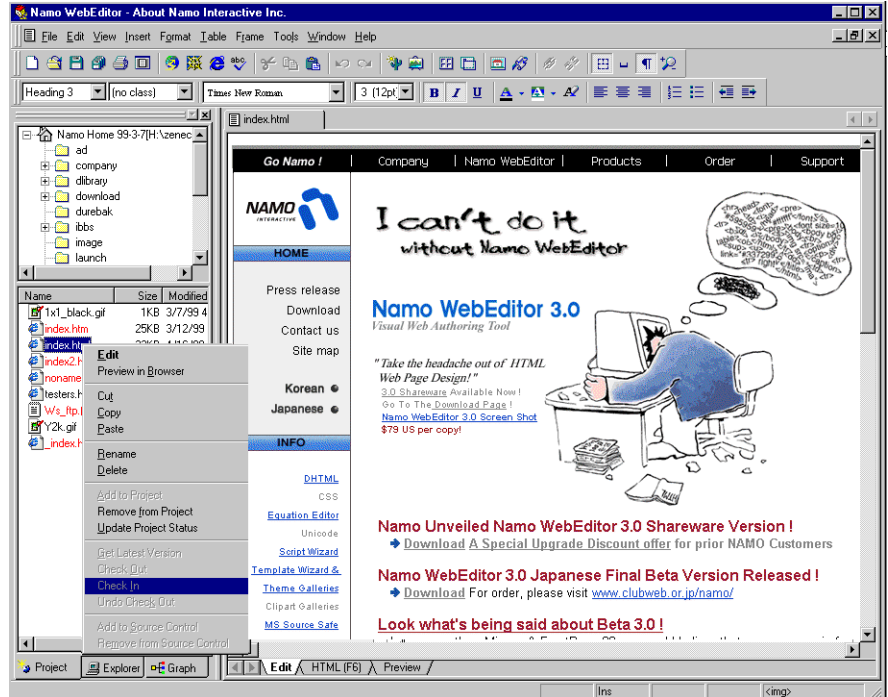 Namo WebEditor - About Namo Interactive Inc.
File Edit View Insert Format Table Frame Tools Window Help
Heading 3 (no class) Times New Roman 3 (12pt) B I U A A
index.html
Namo Home 99-3-7[H:\zenec
ad
company
dlibrary
download
durebak
ibbs
image
launch
Name Size Modified
1x1_black.gif 1KB 3/7/99 4
index.htm 25KB 3/12/99
index.ht
index2.h
noname
testers.h
Ws_ftp.l
Y2k.gif
_index.h
Edit
Preview in Browser
Cut
Copy
Paste
Rename
Delete
Add to Project
Remove from Project
Update Project Status
Get Latest Version
Check Out
Check In
Undo Check Out
Add to Source Control
Remove from Source Control
Project Explorer Graph
Go Namo ! | Company | Namo WebEditor | Products | Order | Support
NAMO
INTERACTIVE
HOME
Press release
Download
Contact us
Site map
Korean
Japanese
INFO
DHTML
CSS
Equation Editor
Unicode
Script Wizard
Template Wizard &
Theme Galleries
Clipart Galleries
MS Source Safe
I can't do it
without Namo WebEditor
Namo WebEditor 3.0
Visual Web Authoring Tool
"Take the headache out of HTML
Web Page Design!"
3.0 Shareware Available Now !
Go To The Download Page !
Namo WebEditor 3.0 Screen Shot
$79 US per copy!
HTML
Namo Unveiled Namo WebEditor 3.0 Shareware Version !
Download A Special Upgrade Discount offer for prior NAMO Customers
Namo WebEditor 3.0 Japanese Final Beta Version Released !
Download For order, please visit www.clubweb.or.jp/namo/
Look what's being said about Beta 3.0 !
Edit HTML (F6) Preview
Ins <img>